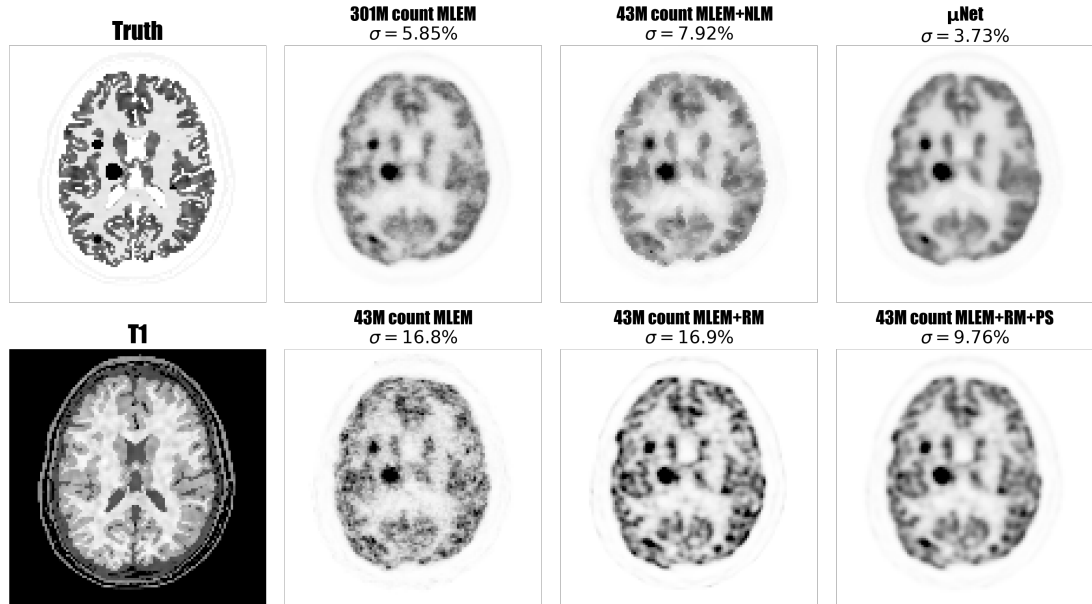 Truth
301M count MLEM
σ = 5.85%
43M count MLEM+NLM
σ = 7.92%
μNet
σ = 3.73%
T1
43M count MLEM
σ = 16.8%
43M count MLEM+RM
σ = 16.9%
43M count MLEM+RM+PS
σ = 9.76%